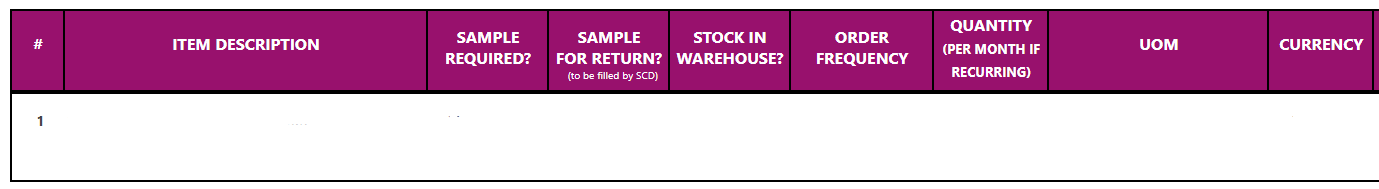 #
ITEM DESCRIPTION
SAMPLE
REQUIRED?
SAMPLE
FOR RETURN?
(to be filled by SCD)
STOCK IN
WAREHOUSE?
ORDER
FREQUENCY
QUANTITY
(PER MONTH IF
RECURRING)
UOM
CURRENCY
1